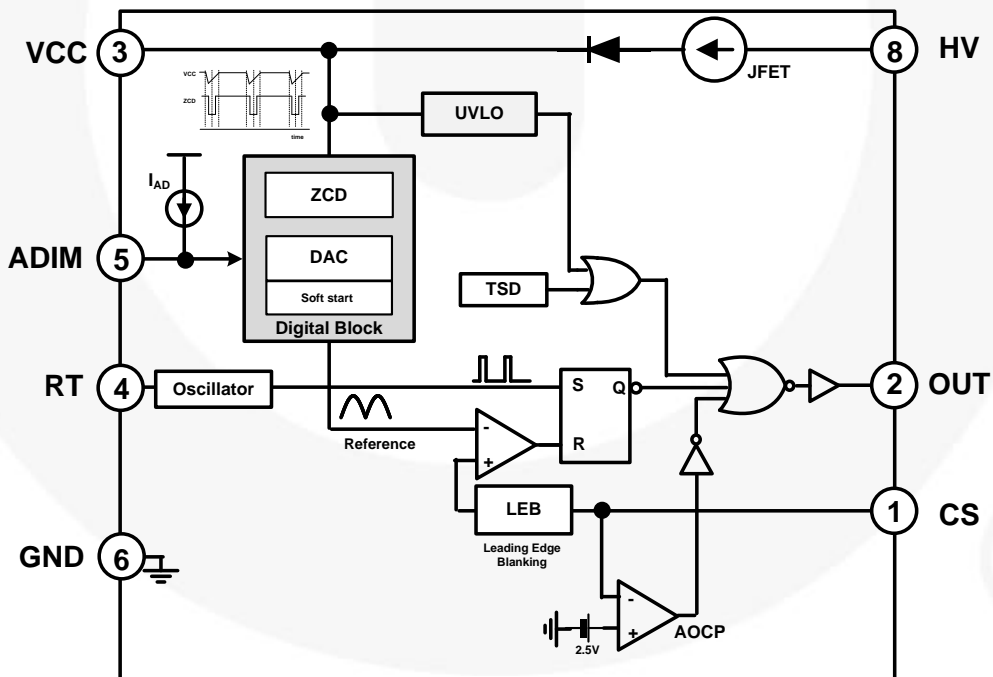 VCC
3
8
HV
JFET
VCC
ZCD
time
UVLO
I_AD
ZCD
ADIM
5
DAC
Soft start
Digital Block
TSD
RT
4
Oscillator
S
Q
R
2
OUT
Reference
-
+
LEB
1
CS
Leading Edge
Blanking
GND
6
-
+
2.5V
AOCP